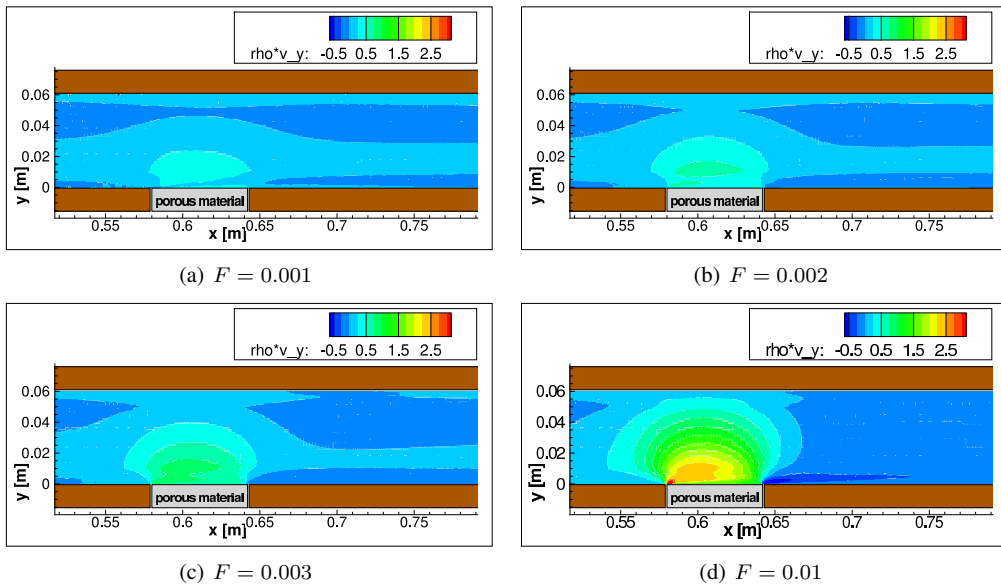 rho*v_y: -0.5 0.5 1.5 2.5
0.06
0.04
0.02
0
y [m]
porous material
0.55 0.6 0.65 0.7 0.75
x [m]
(a) F = 0.001
rho*v_y: -0.5 0.5 1.5 2.5
0.06
0.04
0.02
0
y [m]
porous material
0.55 0.6 0.65 0.7 0.75
x [m]
(b) F = 0.002
rho*v_y: -0.5 0.5 1.5 2.5
0.06
0.04
0.02
0
y [m]
porous material
0.55 0.6 0.65 0.7 0.75
x [m]
(c) F = 0.003
rho*v_y: -0.5 0.5 1.5 2.5
0.06
0.04
0.02
0
y [m]
porous material
0.55 0.6 0.65 0.7 0.75
x [m]
(d) F = 0.01